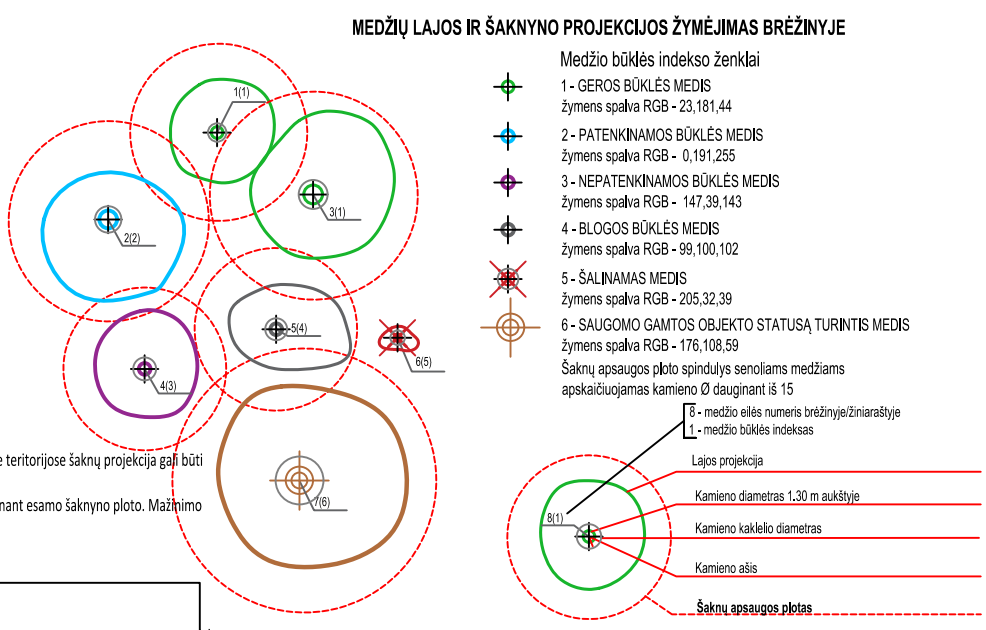 MEDŽIŲ LAJOS IR ŠAKNYNO PROJEKCIJOS ŽYMĖJIMAS BRĖŽINYJE
Medžio būklės indekso ženklai
1 - GEROS BŪKLĖS MEDIS
žymens spalva RGB - 23,181,44
2 - PATENKINAMOS BŪKLĖS MEDIS
žymens spalva RGB - 0,191,255
3 - NEPATENKINAMOS BŪKLĖS MEDIS
žymens spalva RGB - 147,39,143
4 - BLOGOS BŪKLĖS MEDIS
žymens spalva RGB - 99,100,102
5 - ŠALINAMAS MEDIS
žymens spalva RGB - 205,32,39
6 - SAUGOMO GAMTOS OBJEKTO STATUSĄ TURINTIS MEDIS
žymens spalva RGB - 176,108,59
Šaknų apsaugos ploto spindulys senoliams medžiams
apskaičiuojamas kamieno Ø dauginant iš 15
1(1)
3(1)
2(2)
5(4)
6(5)
4(3)
7(6)
e teritorijose šaknų projekcija gali būti
nant esamo šaknyno ploto. Mažinimo
8 - medžio eilės numeris brėžinyje/žiniaraštyje
1 - medžio būklės indeksas
8(1)
Lajos projekcija
Kamieno diametras 1.30 m aukštyje
Kamieno kaklelio diametras
Kamieno ašis
Šaknų apsaugos plotas